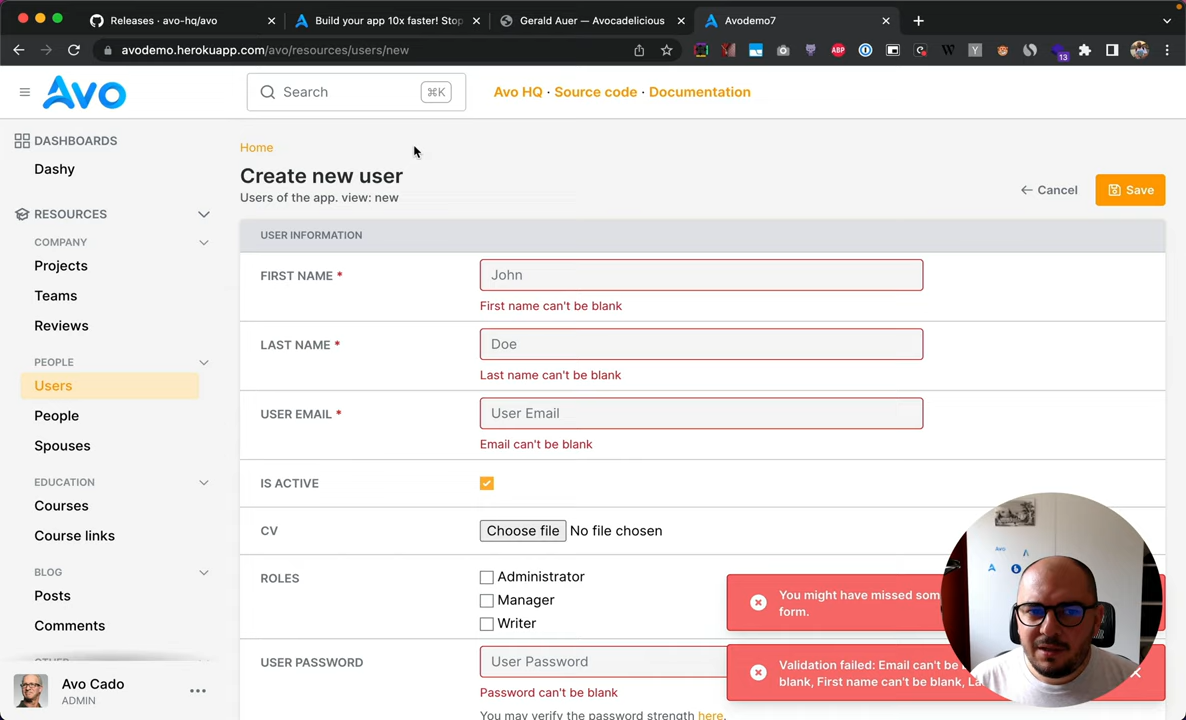 Releases · avo-hq/avo
Build your app 10x faster! Stop
Gerald Auer — Avocadelicious
Avodemo7
avodemo.herokuapp.com/avo/resources/users/new
ABP
13
Avo
Search
⌘K
Avo HQ · Source code · Documentation
DASHBOARDS
Dashy
RESOURCES
COMPANY
Projects
Teams
Reviews
PEOPLE
Users
People
Spouses
EDUCATION
Courses
Course links
BLOG
Posts
Comments
Avo Cado
ADMIN
Home
Create new user
Users of the app. view: new
← Cancel
Save
USER INFORMATION
FIRST NAME *
John
First name can't be blank
LAST NAME *
Doe
Last name can't be blank
USER EMAIL *
User Email
Email can't be blank
IS ACTIVE
CV
Choose file No file chosen
ROLES
Administrator
Manager
Writer
USER PASSWORD
User Password
Password can't be blank
You may verify the password strength here.
You might have missed som
form.
Validation failed: Email can't be
blank, First name can't be blank, La